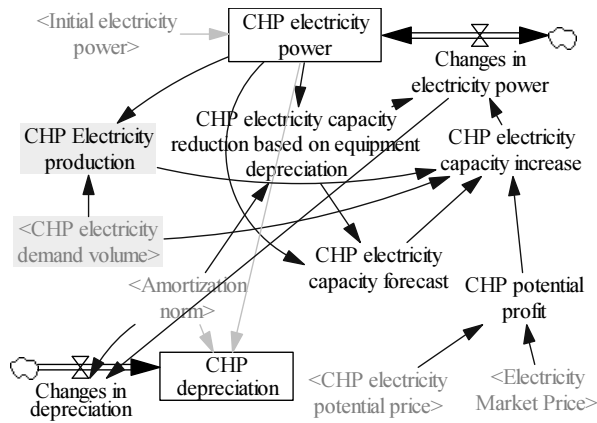 <Initial electricity
power>
CHP electricity
power
Changes in
electricity power
CHP Electricity
production
CHP electricity capacity
reduction based on equipment
depreciation
CHP electricity
capacity increase
<CHP electricity
demand volume>
CHP electricity
capacity forecast
<Amortization
norm>
CHP potential
profit
Changes in
depreciation
CHP
depreciation
<CHP electricity
potential price>
<Electricity
Market Price>